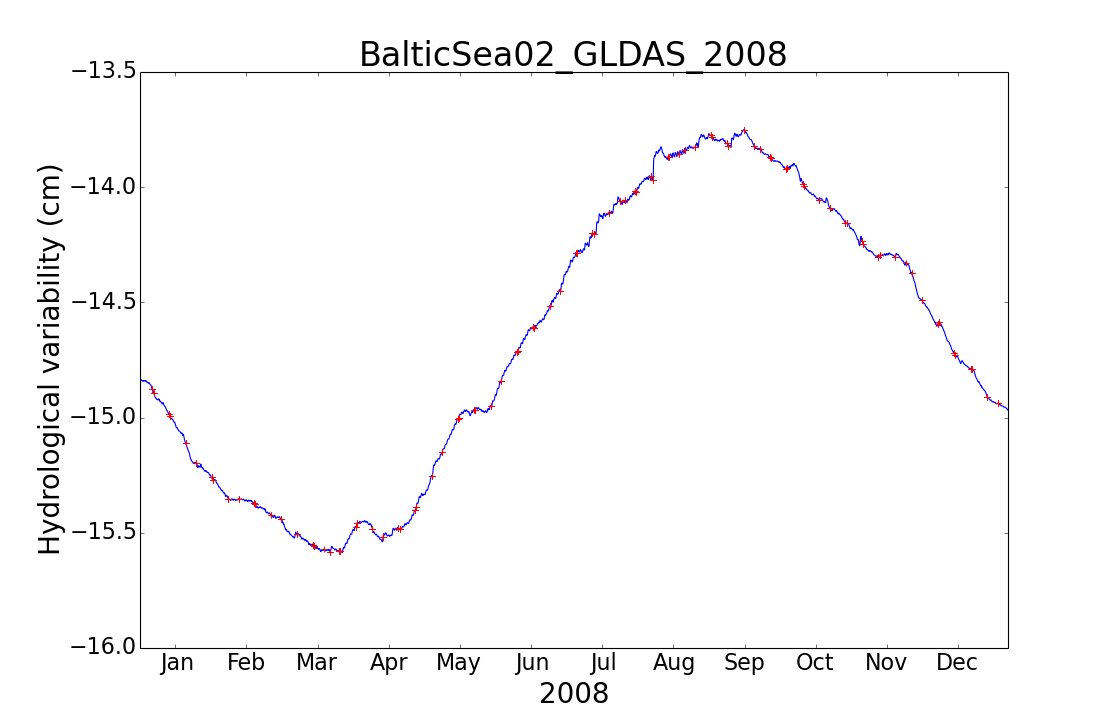 BalticSea02_GLDAS_2008
Hydrological variability (cm)
−13.5
−14.0
−14.5
−15.0
−15.5
−16.0
Jan Feb Mar Apr May Jun Jul Aug Sep Oct Nov Dec
2008